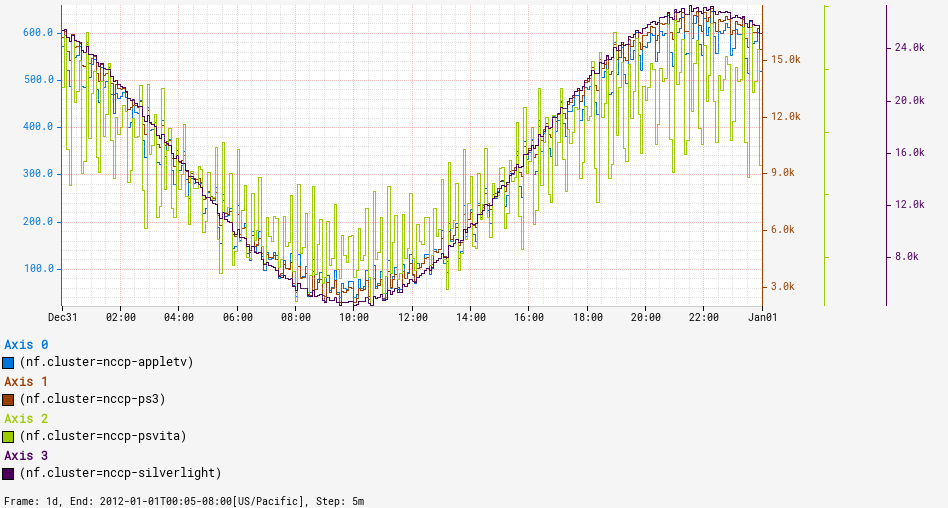 600.0
500.0
400.0
300.0
200.0
100.0
15.0k
12.0k
9.0k
6.0k
3.0k
24.0k
20.0k
16.0k
12.0k
8.0k
Dec31 02:00 04:00 06:00 08:00 10:00 12:00 14:00 16:00 18:00 20:00 22:00 Jan01
Axis 0
(nf.cluster=nccp-appletv)
Axis 1
(nf.cluster=nccp-ps3)
Axis 2
(nf.cluster=nccp-psvita)
Axis 3
(nf.cluster=nccp-silverlight)
Frame: 1d, End: 2012-01-01T00:05-08:00[US/Pacific], Step: 5m